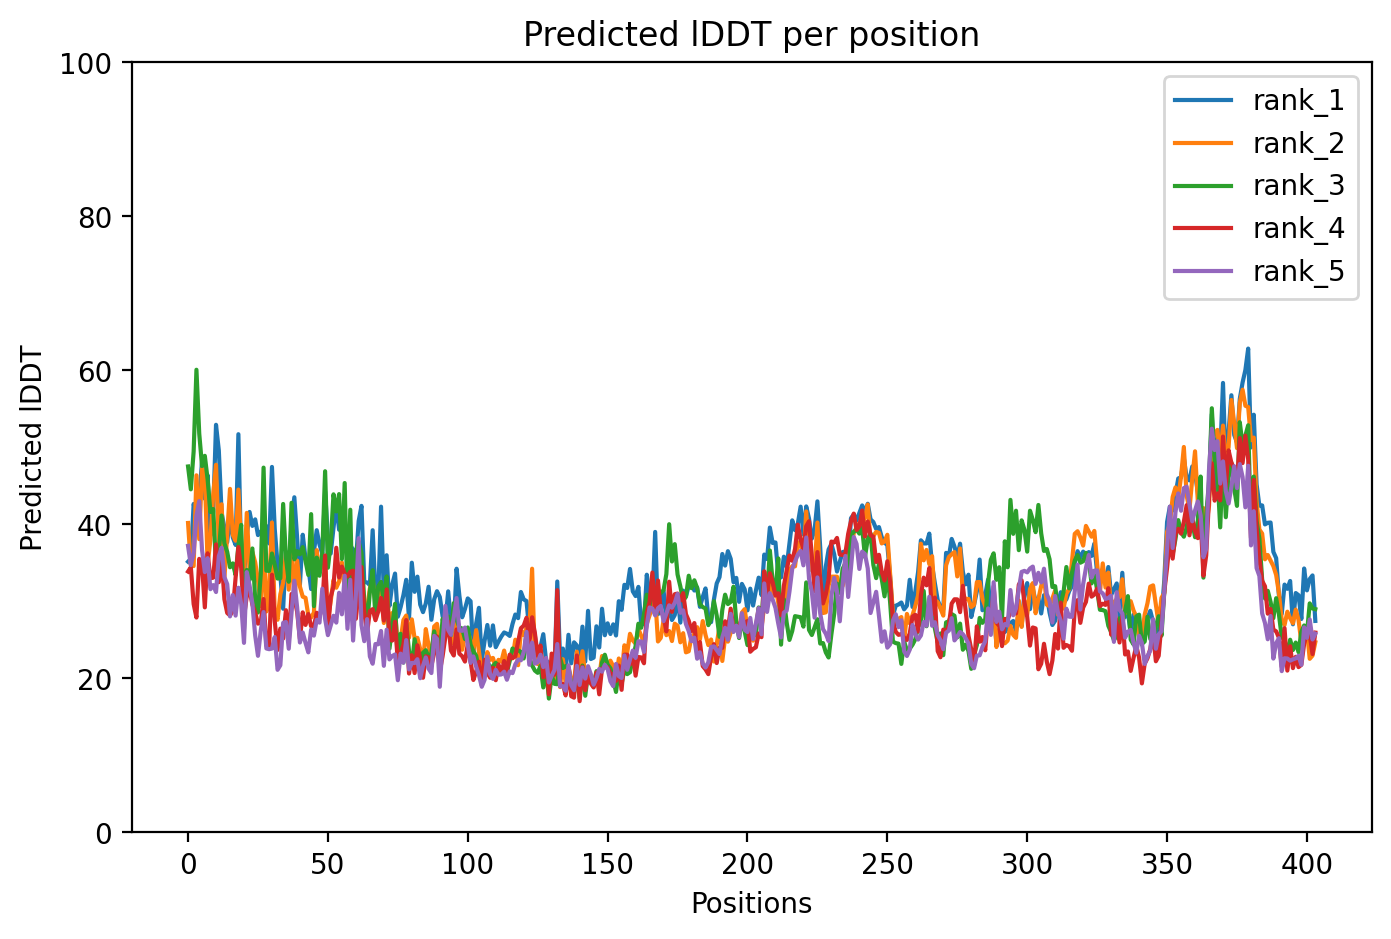 Predicted lDDT per position
100
80
60
40
20
0
Predicted lDDT
rank_1
rank_2
rank_3
rank_4
rank_5
0 50 100 150 200 250 300 350 400
Positions